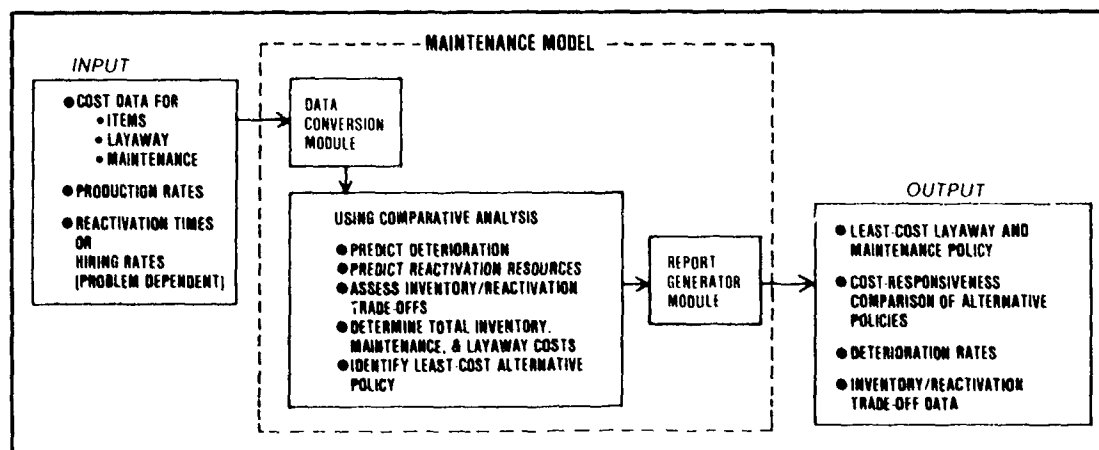 MAINTENANCE MODEL
INPUT
● COST DATA FOR
• ITEMS
• LAYAWAY
• MAINTENANCE
● PRODUCTION RATES
● REACTIVATION TIMES
OR
HIRING RATES
[PROBLEM DEPENDENT]
DATA
CONVERSION
MODULE
USING COMPARATIVE ANALYSIS
● PREDICT DETERIORATION
● PREDICT REACTIVATION RESOURCES
● ASSESS INVENTORY/REACTIVATION
TRADE-OFFS
● DETERMINE TOTAL INVENTORY,
MAINTENANCE, & LAYAWAY COSTS
● IDENTIFY LEAST-COST ALTERNATIVE
POLICY
REPORT
GENERATOR
MODULE
OUTPUT
● LEAST-COST LAYAWAY AND
MAINTENANCE POLICY
● COST-RESPONSIVENESS
COMPARISON OF ALTERNATIVE
POLICIES
● DETERIORATION RATES
● INVENTORY/REACTIVATION
TRADE-OFF DATA